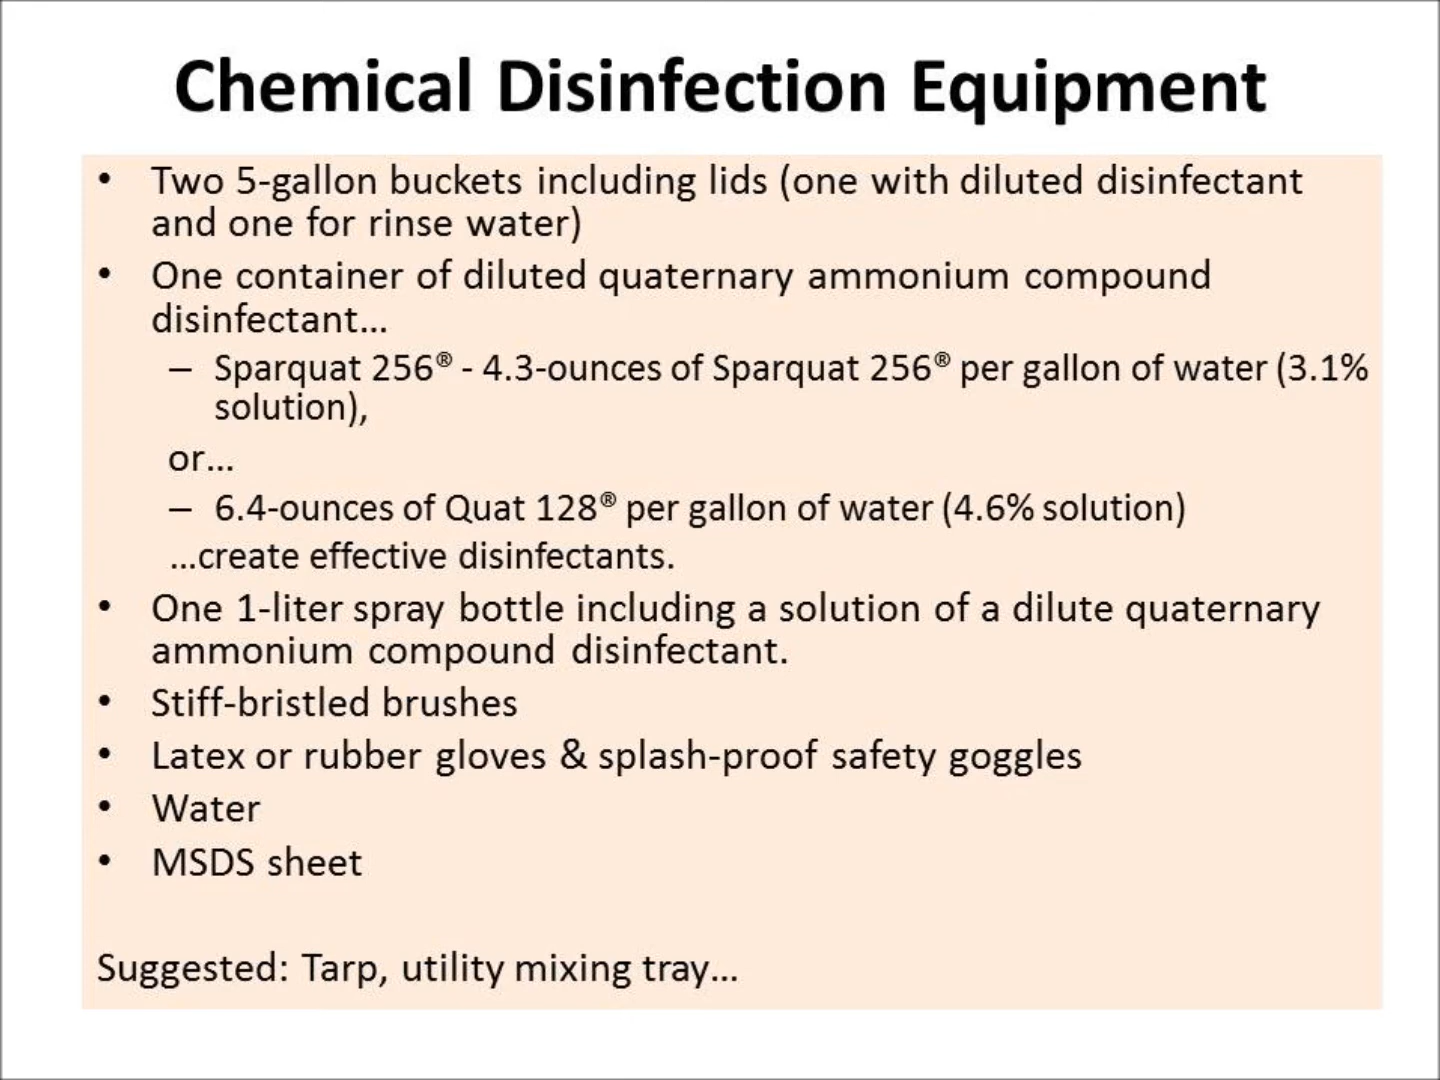 Chemical Disinfection Equipment
• Two 5-gallon buckets including lids (one with diluted disinfectant
and one for rinse water)
• One container of diluted quaternary ammonium compound
disinfectant...
– Sparquat 256® - 4.3-ounces of Sparquat 256® per gallon of water (3.1%
solution),
or...
– 6.4-ounces of Quat 128® per gallon of water (4.6% solution)
...create effective disinfectants.
• One 1-liter spray bottle including a solution of a dilute quaternary
ammonium compound disinfectant.
• Stiff-bristled brushes
• Latex or rubber gloves & splash-proof safety goggles
• Water
• MSDS sheet
Suggested: Tarp, utility mixing tray...